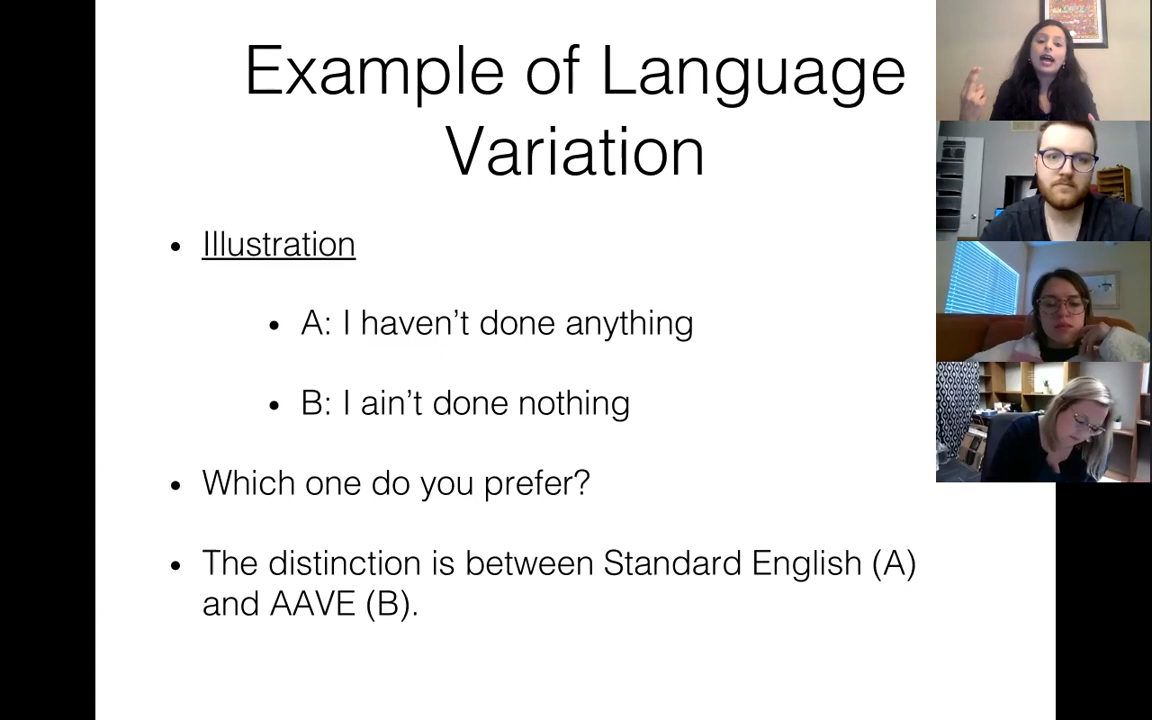 Example of Language
Variation
• Illustration
• A: I haven’t done anything
• B: I ain’t done nothing
• Which one do you prefer?
• The distinction is between Standard English (A)
and AAVE (B).